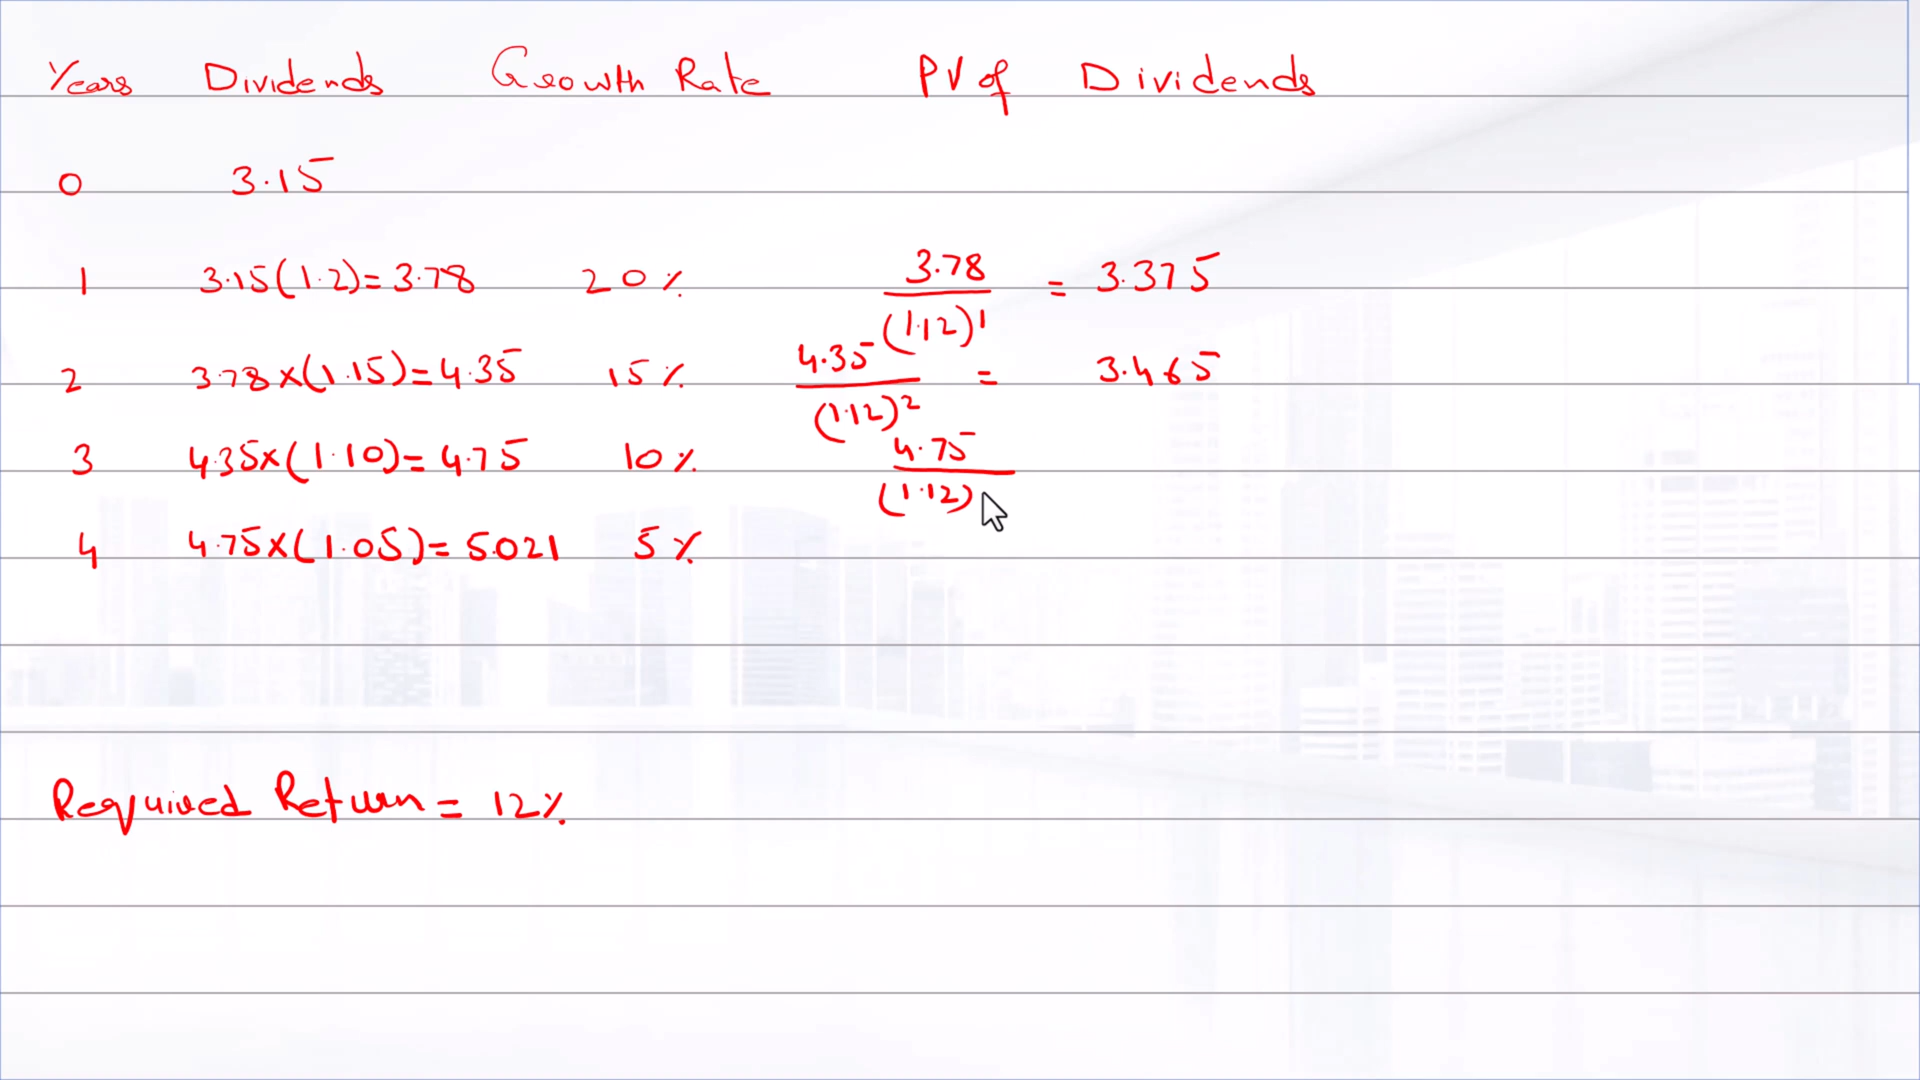 Years Dividends Growth Rate PV of Dividends
0 3.15
1 3.15(1.2)=3.78 20% 3.78/(1.12)^1 = 3.375
2 3.78×(1.15)=4.35 15% 4.35/(1.12)^2 = 3.465
3 4.35×(1.10)=4.75 10% 4.75/(1.12)
4 4.75×(1.05)=5.021 5%
Required Return = 12%